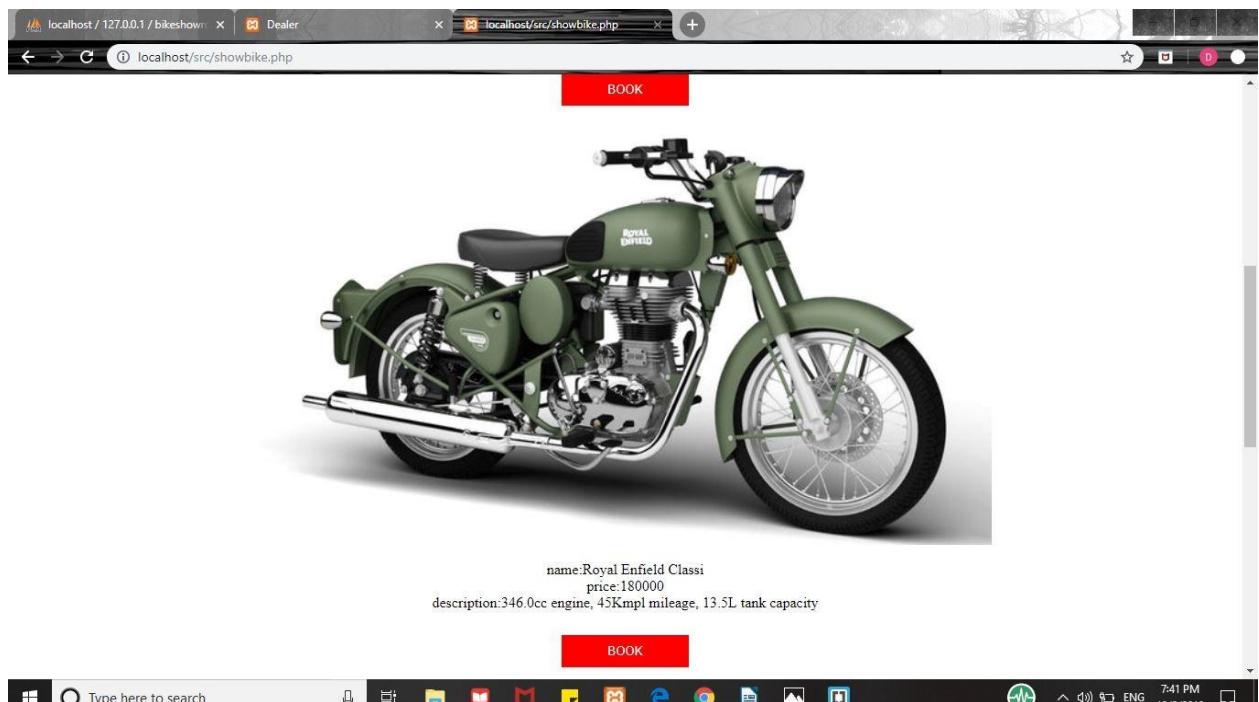 localhost / 127.0.0.1 / bikeshown
Dealer
localhost/src/showbike.php
localhost/src/showbike.php
D
BOOK
ROYAL
ENFIELD
name:Royal Enfield Classi
price:180000
description:346.0cc engine, 45Kmpl mileage, 13.5L tank capacity
BOOK
Type here to search
ENG
7:41 PM